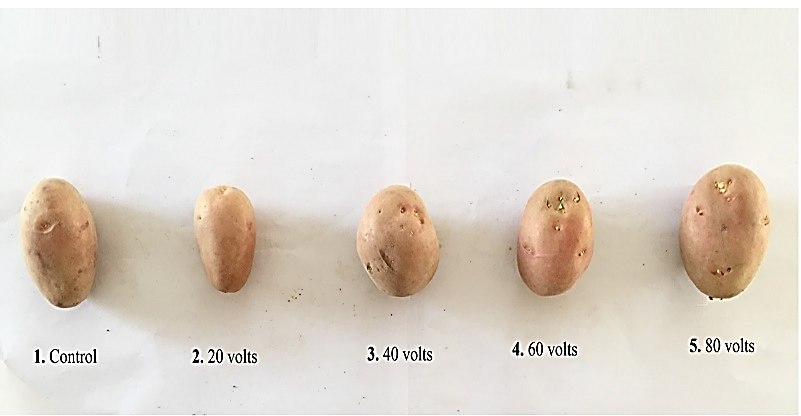 1. Control
2. 20 volts
3. 40 volts
4. 60 volts
5. 80 volts